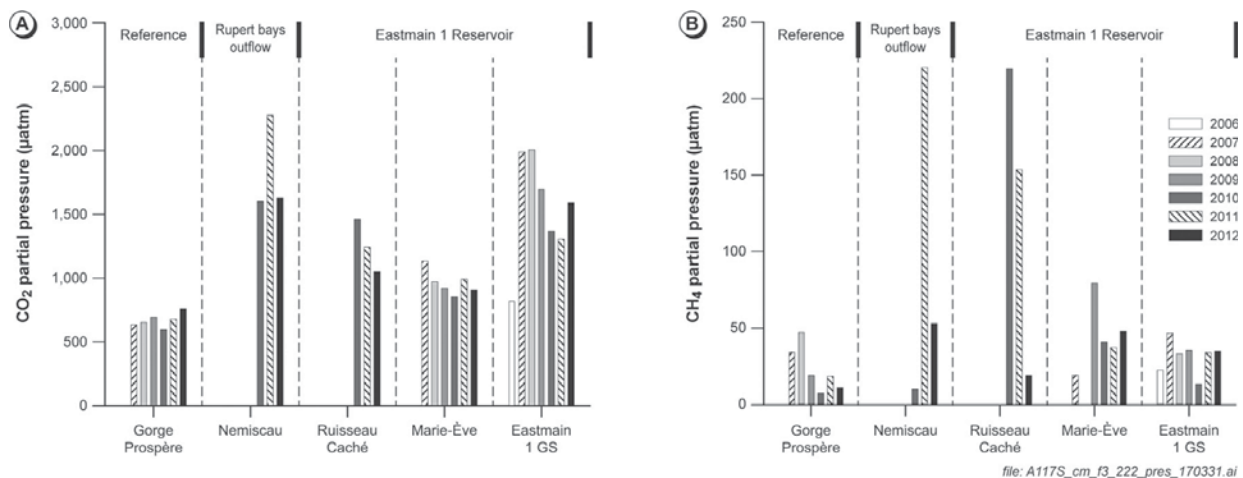 A
Reference
Rupert bays
outflow
Eastmain 1 Reservoir
CO2 partial pressure (µatm)
3,000
2,500
2,000
1,500
1,000
500
0
Gorge
Prospère
Nemiscau
Ruisseau
Caché
Marie-Ève
Eastmain
1 GS
B
Reference
Rupert bays
outflow
Eastmain 1 Reservoir
CH4 partial pressure (µatm)
250
200
150
100
50
0
2006
2007
2008
2009
2010
2011
2012
Gorge
Prospère
Nemiscau
Ruisseau
Caché
Marie-Ève
Eastmain
1 GS
file: A117S_cm_f3_222_pres_170331.ai